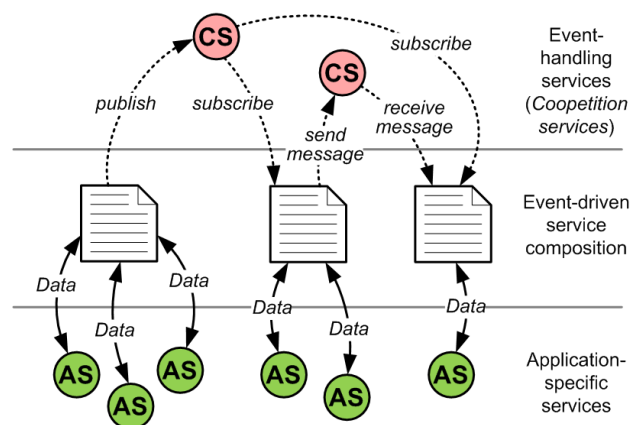 CS
subscribe
Event-
handling
services
(Coopetition
services)
CS
publish
subscribe
send
message
receive
message
Event-driven
service
composition
Data
Data
Data
Data
Data
Data
AS
AS
AS
AS
AS
AS
Application-
specific
services